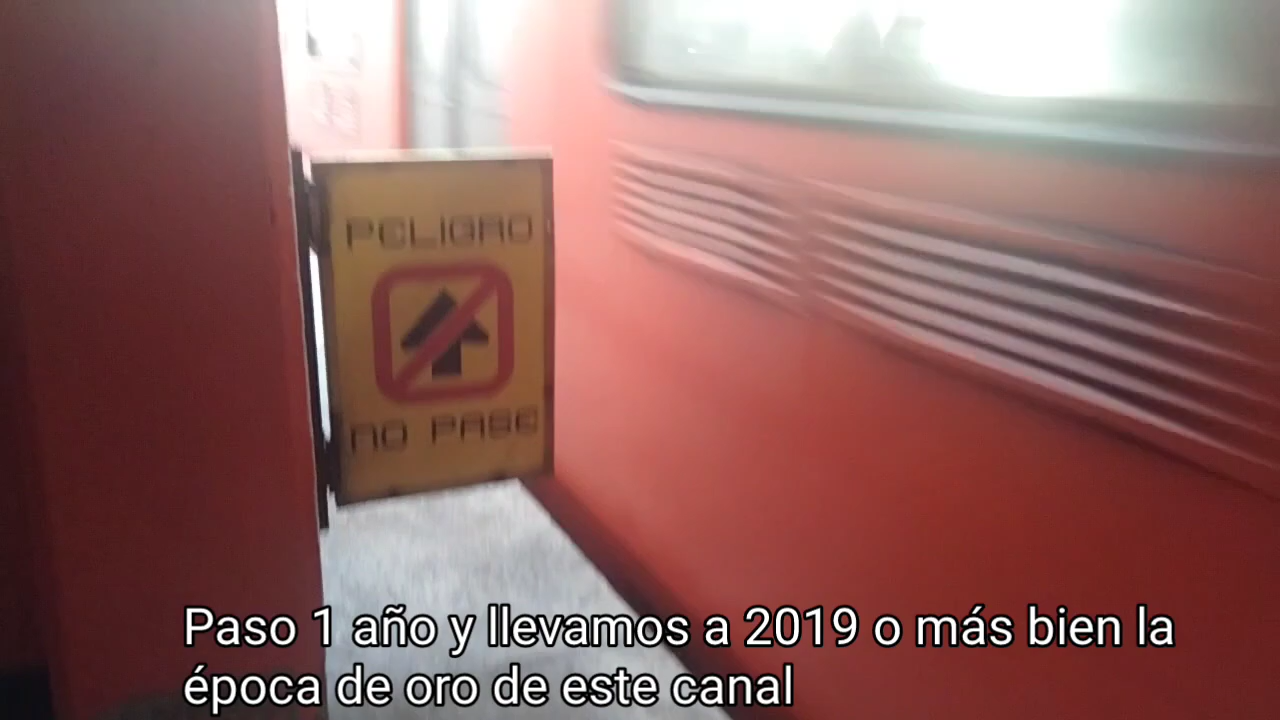 PELIGRO
NO PASE
Paso 1 año y llevamos a 2019 o más bien la
época de oro de este canal